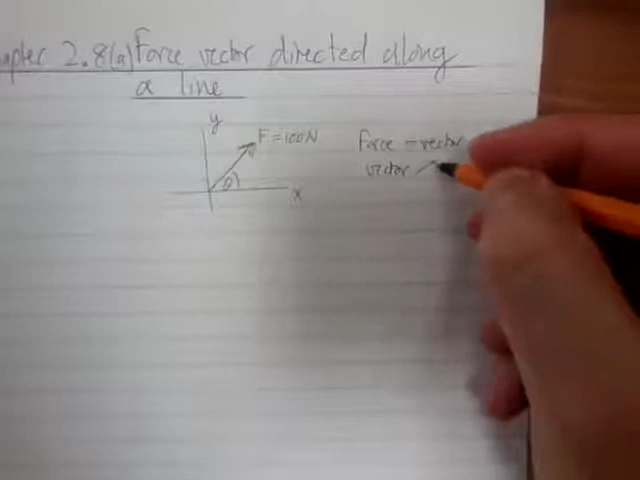 apter 2.8(a) Force vector directed along
a line
y
F = 100N
θ
x
Force → vector
vector